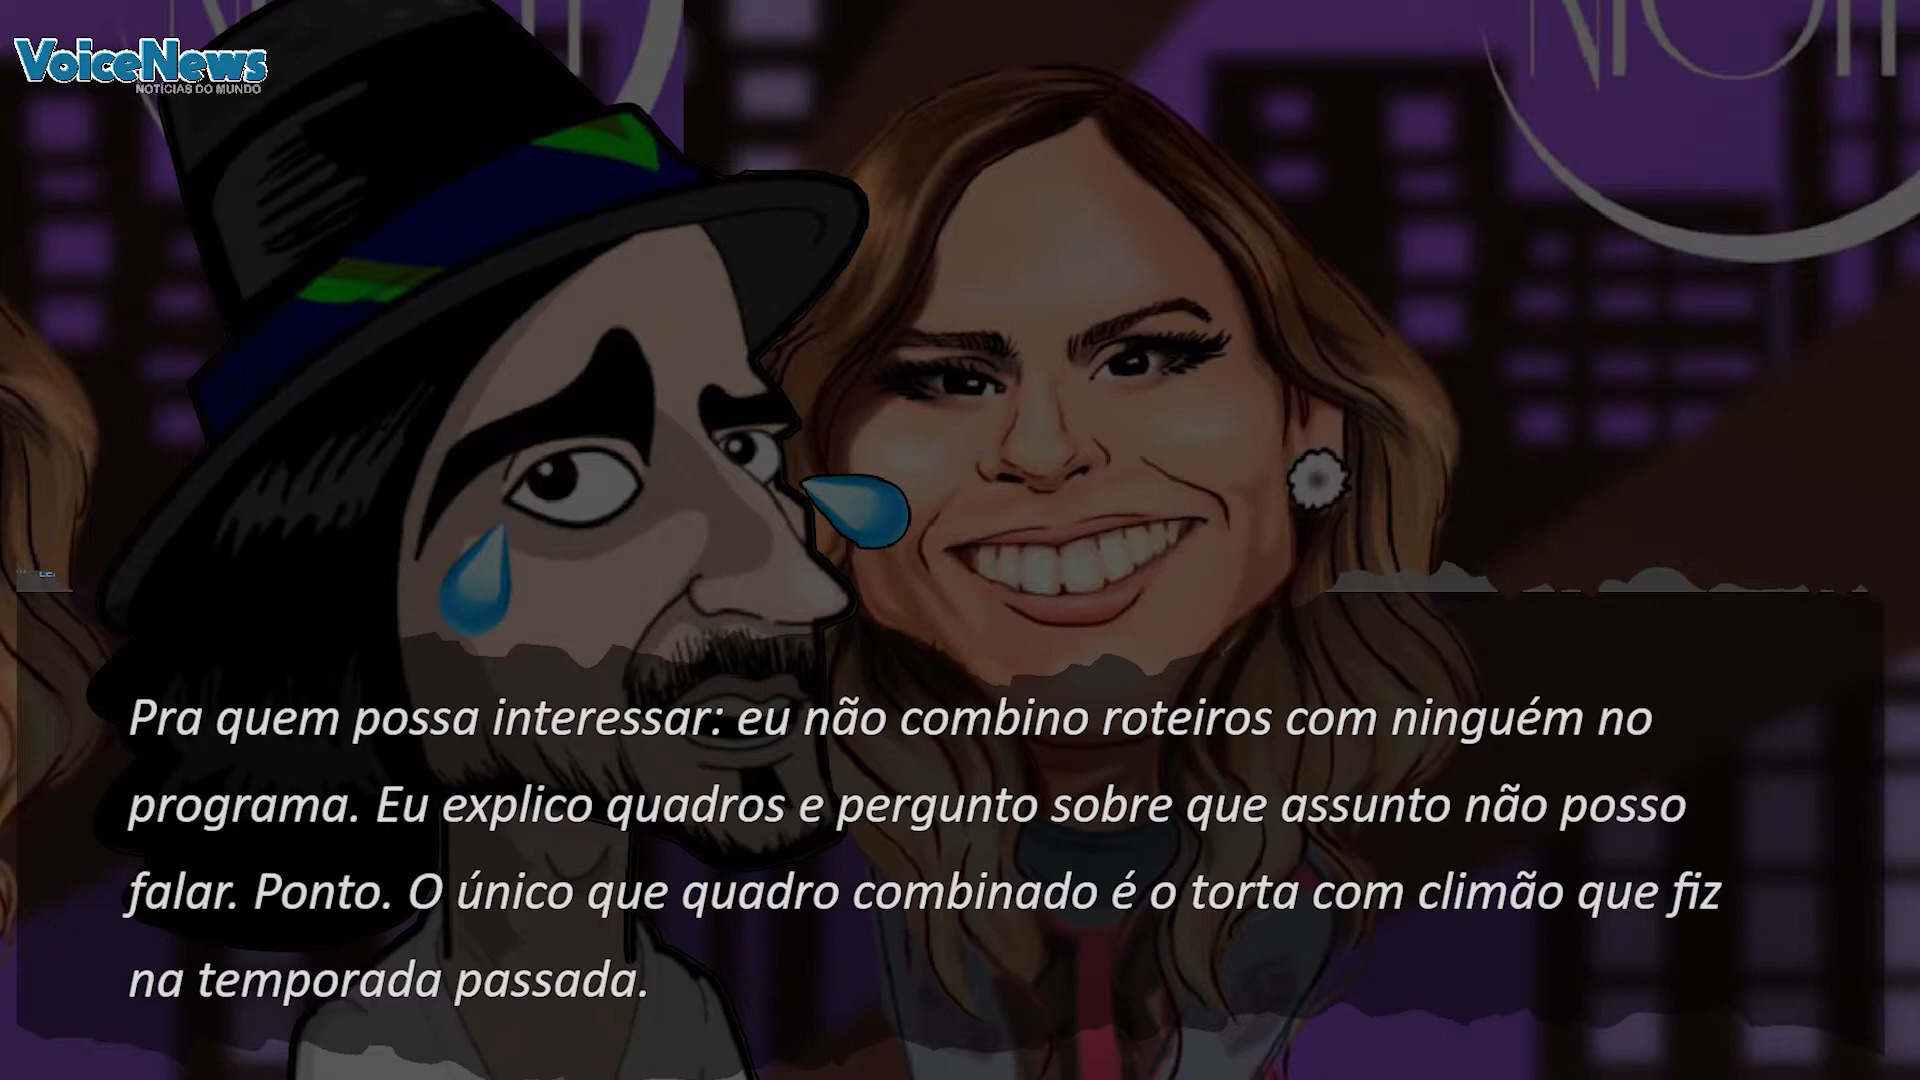 VoiceNews
NOTÍCIAS DO MUNDO
Pra quem possa interessar: eu não combino roteiros com ninguém no
programa. Eu explico quadros e pergunto sobre que assunto não posso
falar. Ponto. O único que quadro combinado é o torta com climão que fiz
na temporada passada.